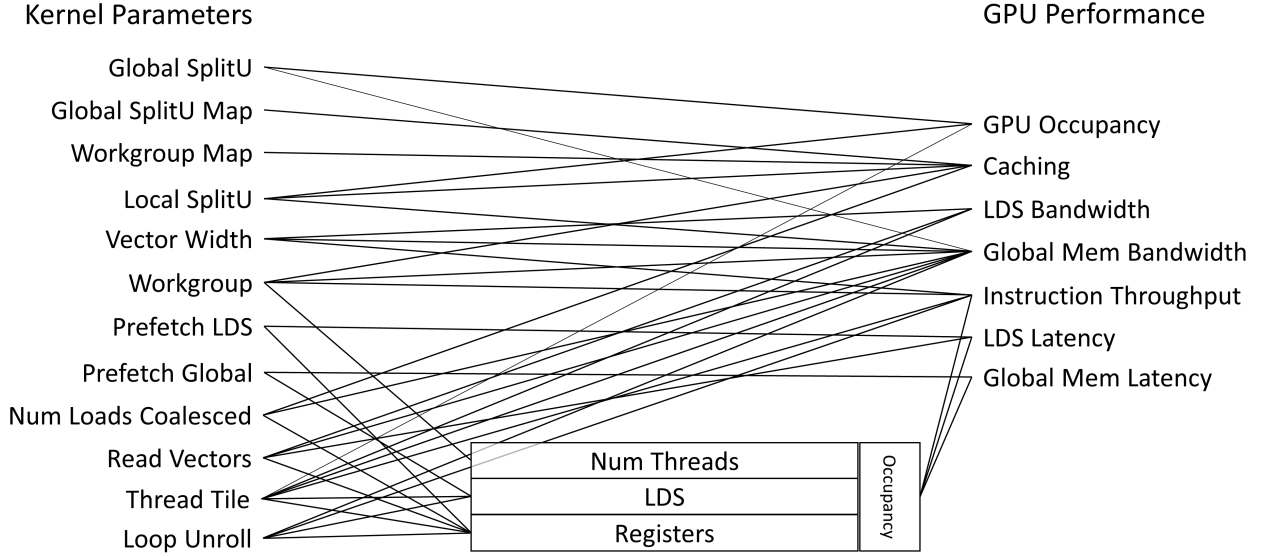 Kernel Parameters
GPU Performance
Global SplitU
Global SplitU Map
Workgroup Map
Local SplitU
Vector Width
Workgroup
Prefetch LDS
Prefetch Global
Num Loads Coalesced
Read Vectors
Thread Tile
Loop Unroll
GPU Occupancy
Caching
LDS Bandwidth
Global Mem Bandwidth
Instruction Throughput
LDS Latency
Global Mem Latency
Num Threads
LDS
Registers
Occupancy